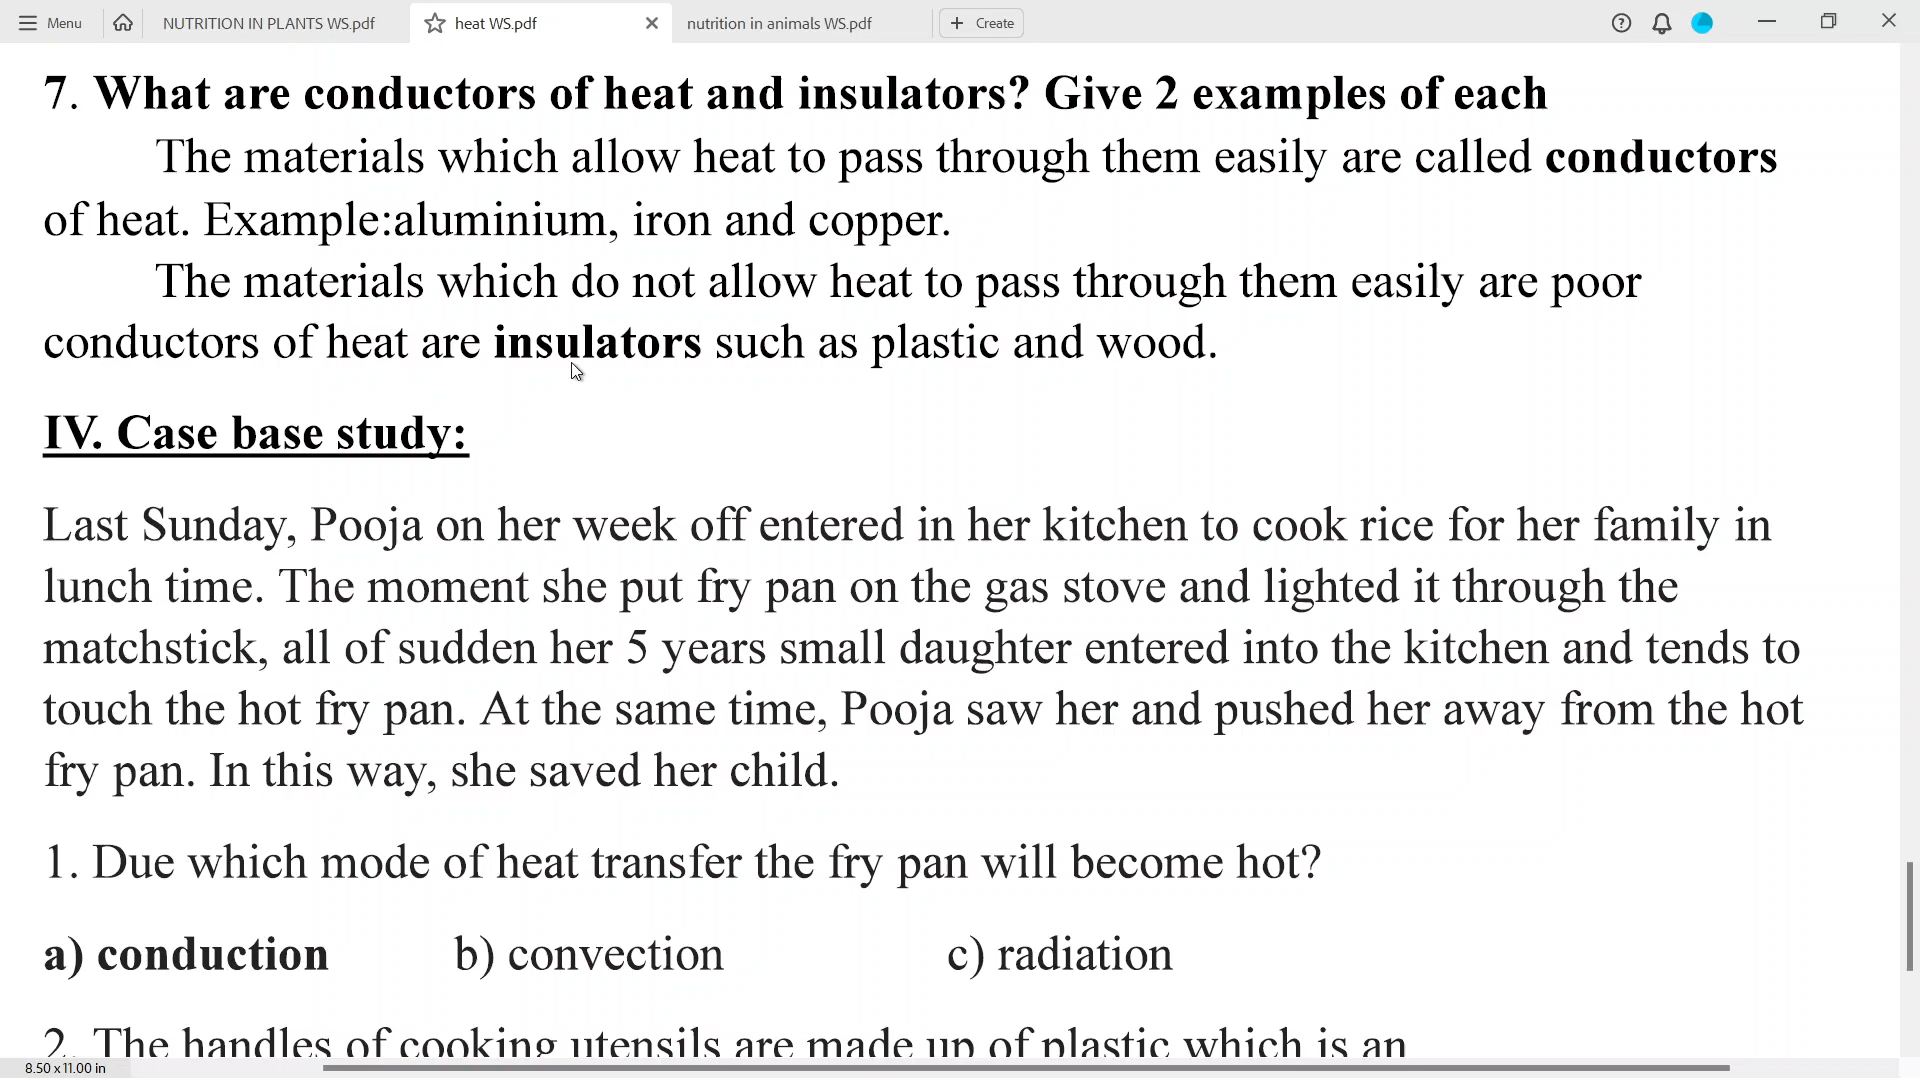 Menu
NUTRITION IN PLANTS WS.pdf
heat WS.pdf
nutrition in animals WS.pdf
+ Create
7. What are conductors of heat and insulators? Give 2 examples of each
The materials which allow heat to pass through them easily are called conductors
of heat. Example:aluminium, iron and copper.
The materials which do not allow heat to pass through them easily are poor
conductors of heat are insulators such as plastic and wood.
IV. Case base study:
Last Sunday, Pooja on her week off entered in her kitchen to cook rice for her family in
lunch time. The moment she put fry pan on the gas stove and lighted it through the
matchstick, all of sudden her 5 years small daughter entered into the kitchen and tends to
touch the hot fry pan. At the same time, Pooja saw her and pushed her away from the hot
fry pan. In this way, she saved her child.
1. Due which mode of heat transfer the fry pan will become hot?
a) conduction b) convection c) radiation
2. The handles of cooking utensils are made up of plastic which is an
8.50 x 11.00 in